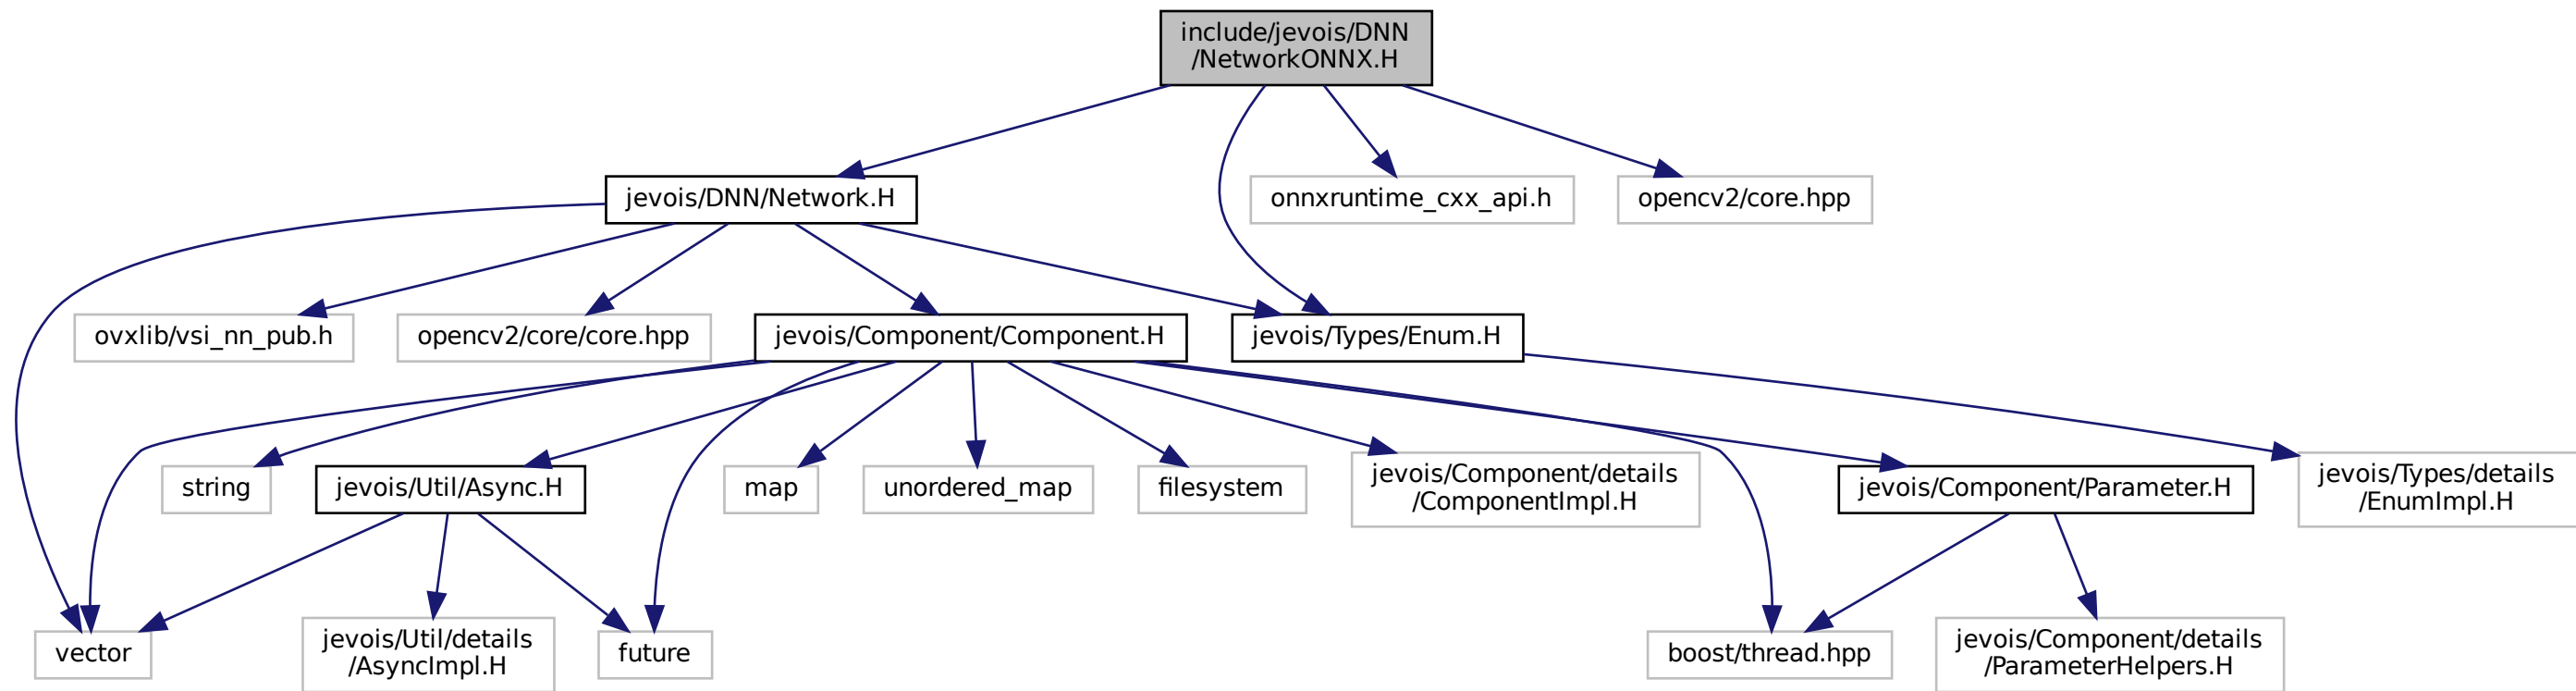 include/jevois/DNN
/NetworkONNX.H
jevois/DNN/Network.H
onnxruntime_cxx_api.h
opencv2/core.hpp
ovxlib/vsi_nn_pub.h
opencv2/core/core.hpp
jevois/Component/Component.H
jevois/Types/Enum.H
string
jevois/Util/Async.H
map
unordered_map
filesystem
jevois/Component/details
/ComponentImpl.H
jevois/Component/Parameter.H
jevois/Types/details
/EnumImpl.H
vector
jevois/Util/details
/AsyncImpl.H
future
boost/thread.hpp
jevois/Component/details
/ParameterHelpers.H